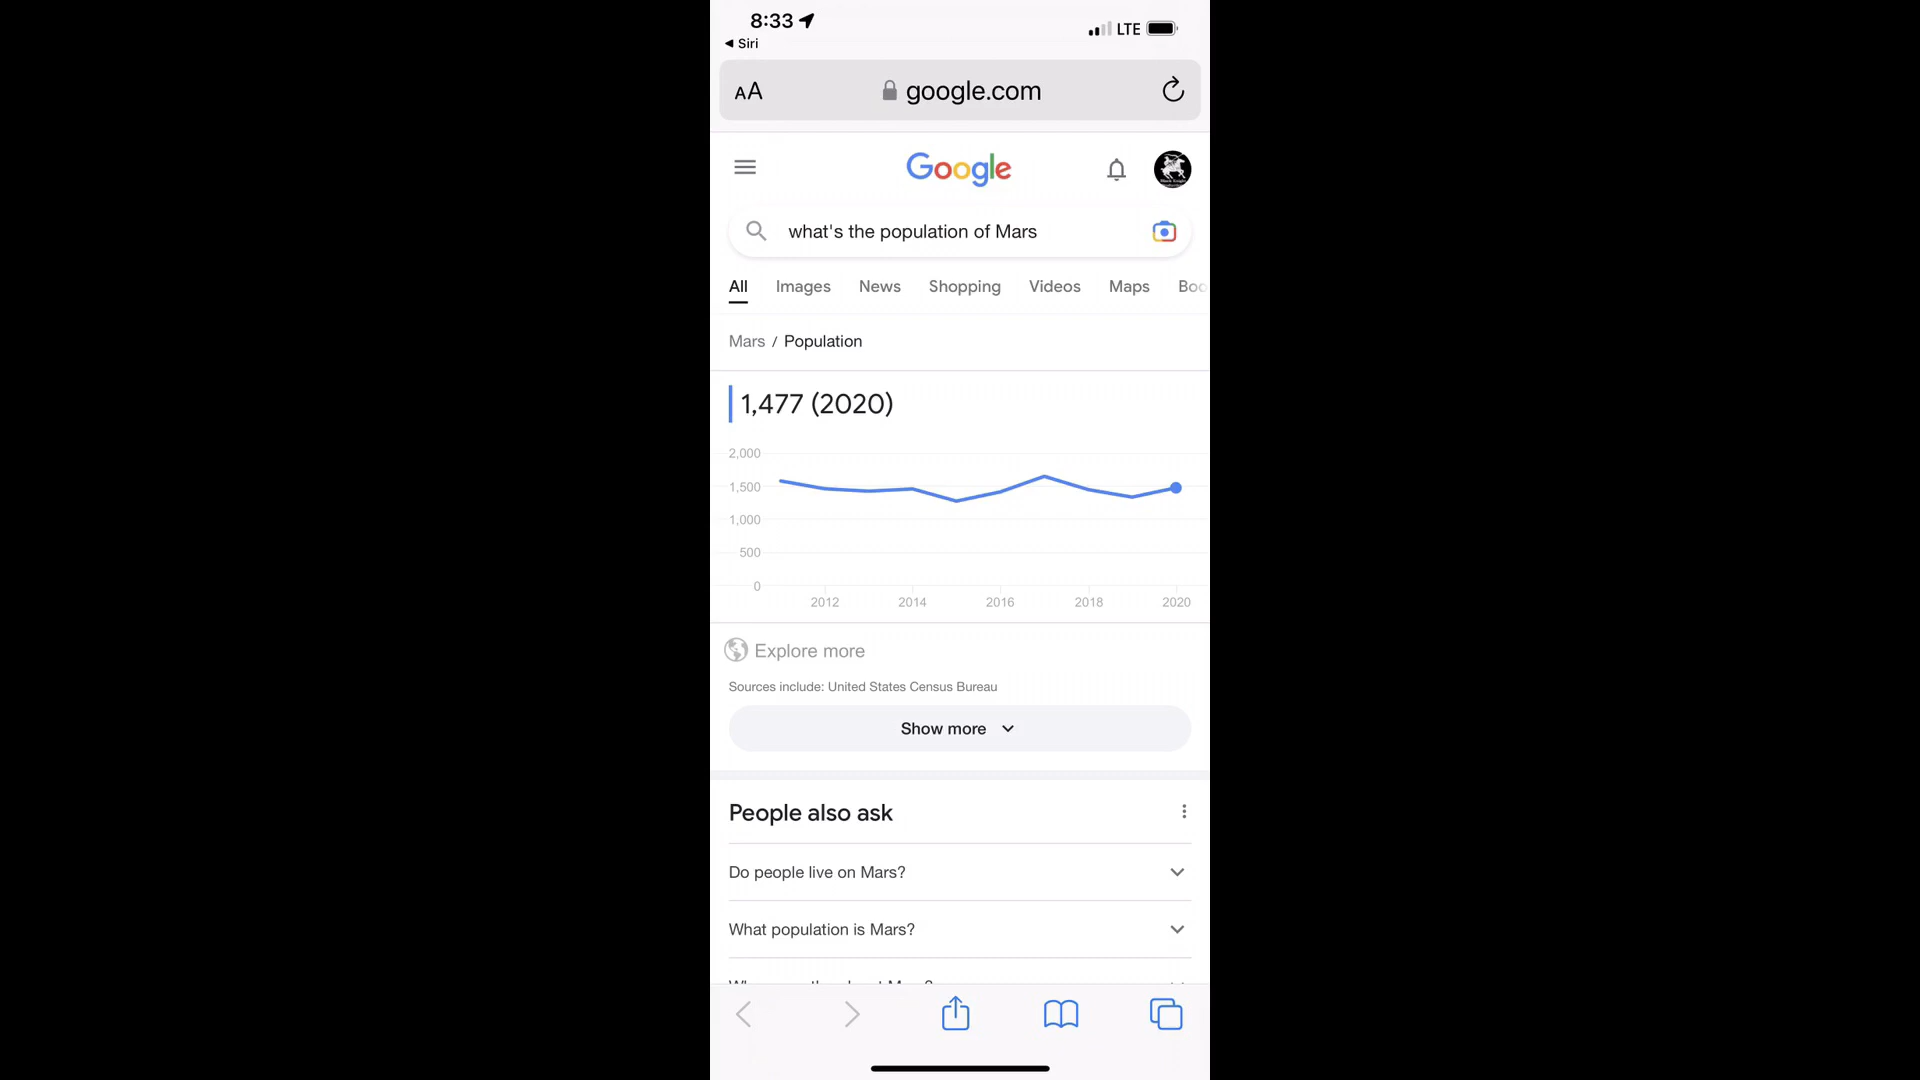 8:33
LTE
◀ Siri
AA
google.com
Google
what's the population of Mars
All Images News Shopping Videos Maps Boo
Mars / Population
1,477 (2020)
2,000
1,500
1,000
500
0
2012 2014 2016 2018 2020
Explore more
Sources include: United States Census Bureau
Show more
People also ask
Do people live on Mars?
What population is Mars?